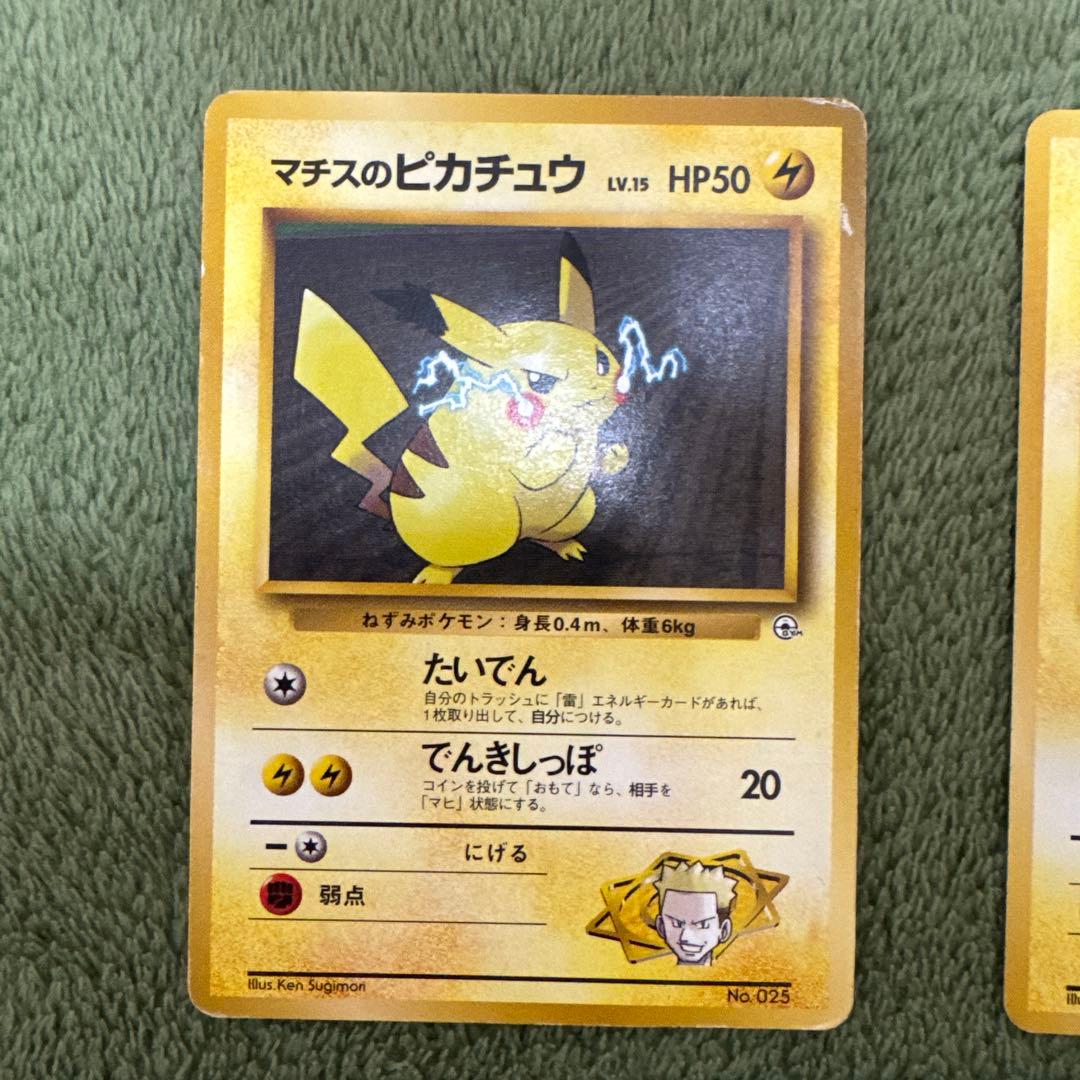 マチスのピカチュウ LV.15 HP50
ねずみポケモン：身長0.4m、体重6kg
GYM
たいでん
自分のトラッシュに「雷」エネルギーカードがあれば、
1枚取り出して、自分につける。
でんきしっぽ
コインを投げて「おもて」なら、相手を
「マヒ」状態にする。
20
− にげる
弱点
Illus.Ken Sugimori
No.025